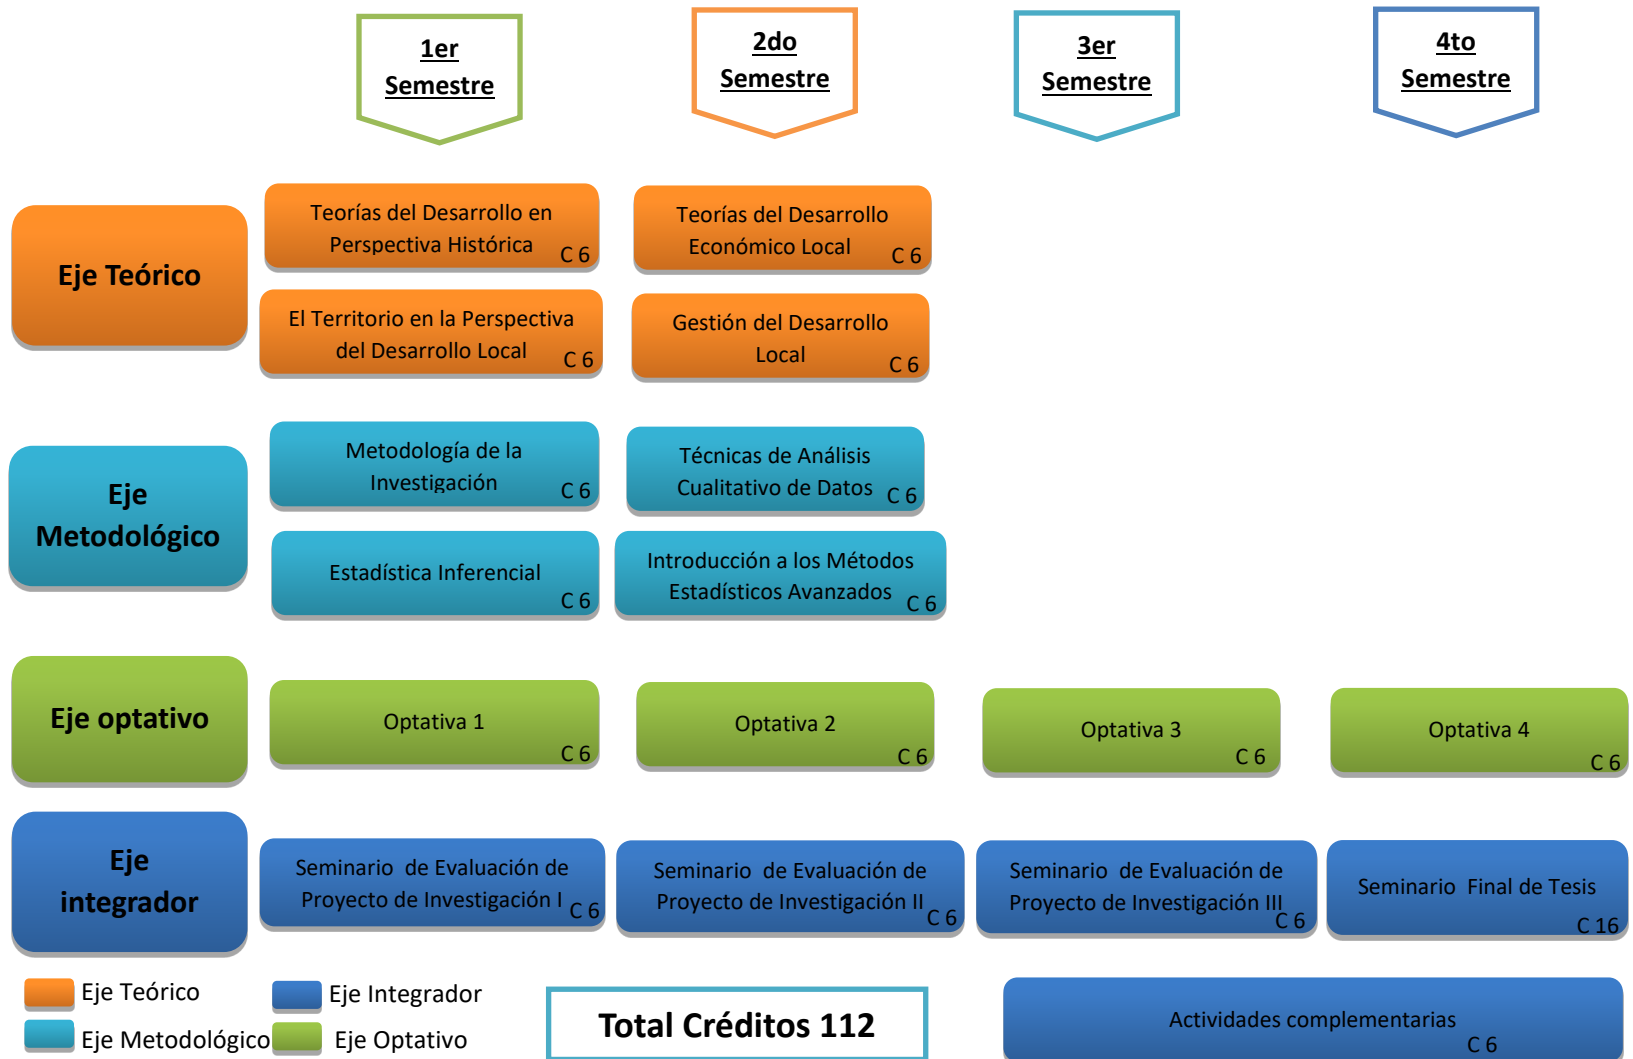 1er
Semestre
2do
Semestre
3er
Semestre
4to
Semestre
Eje Teórico
Teorías del Desarrollo en
Perspectiva Histórica
C 6
Teorías del Desarrollo
Económico Local
C 6
El Territorio en la Perspectiva
del Desarrollo Local
C 6
Gestión del Desarrollo
Local
C 6
Eje
Metodológico
Metodología de la
Investigación
C 6
Técnicas de Análisis
Cualitativo de Datos
C 6
Estadística Inferencial
C 6
Introducción a los Métodos
Estadísticos Avanzados
C 6
Eje optativo
Optativa 1
C 6
Optativa 2
C 6
Optativa 3
C 6
Optativa 4
C 6
Eje
integrador
Seminario de Evaluación de
Proyecto de Investigación I
C 6
Seminario de Evaluación de
Proyecto de Investigación II
C 6
Seminario de Evaluación de
Proyecto de Investigación III
C 6
Seminario Final de Tesis
C 16
Eje Teórico
Eje Integrador
Eje Metodológico
Eje Optativo
Total Créditos 112
Actividades complementarias
C 6